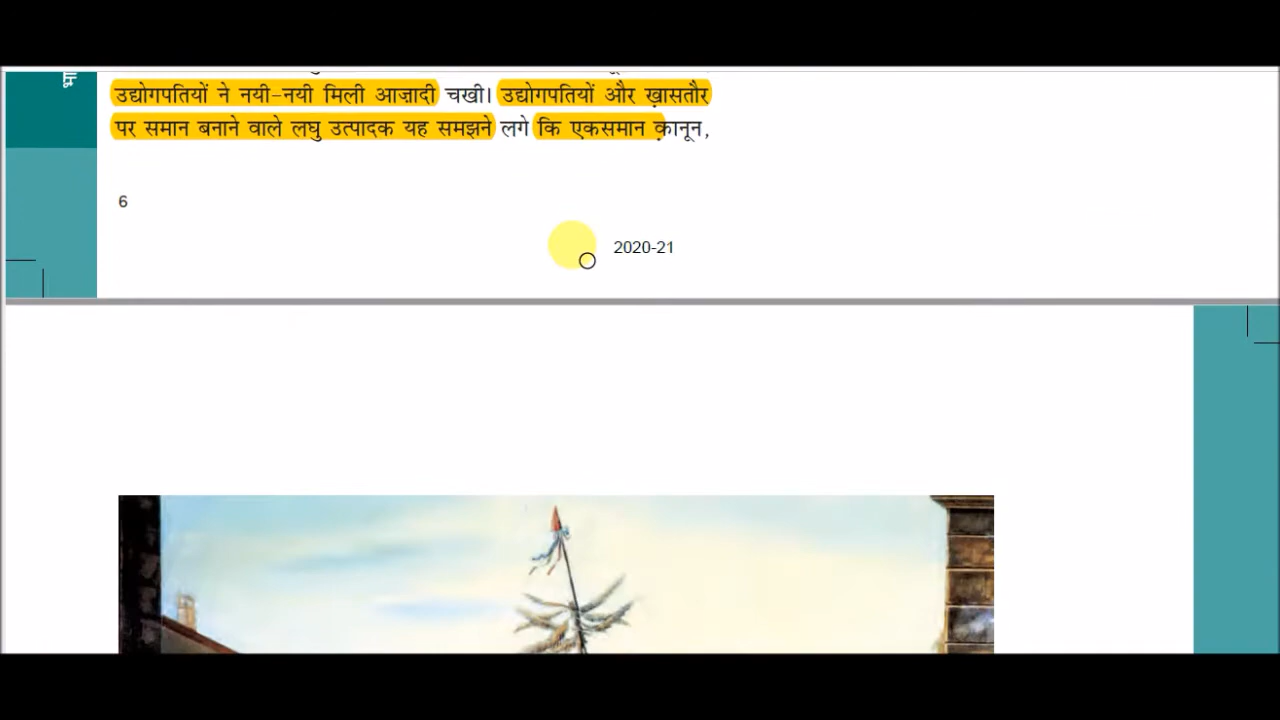 उद्योगपतियों ने नयी-नयी मिली आज़ादी चखी। उद्योगपतियों और ख़ासतौर
पर समान बनाने वाले लघु उत्पादक यह समझने लगे कि एकसमान क़ानून,
6
2020-21